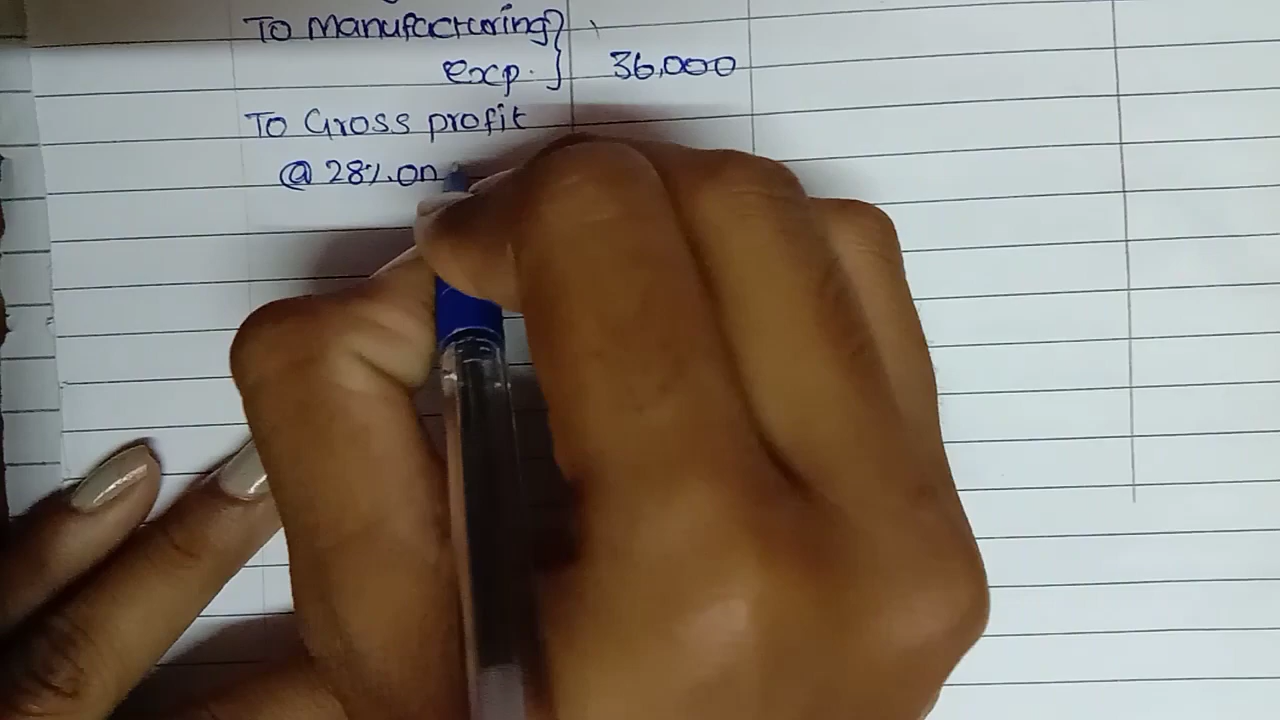 To Manufacturing
exp. } 36,000
To Gross profit
@ 28%. on